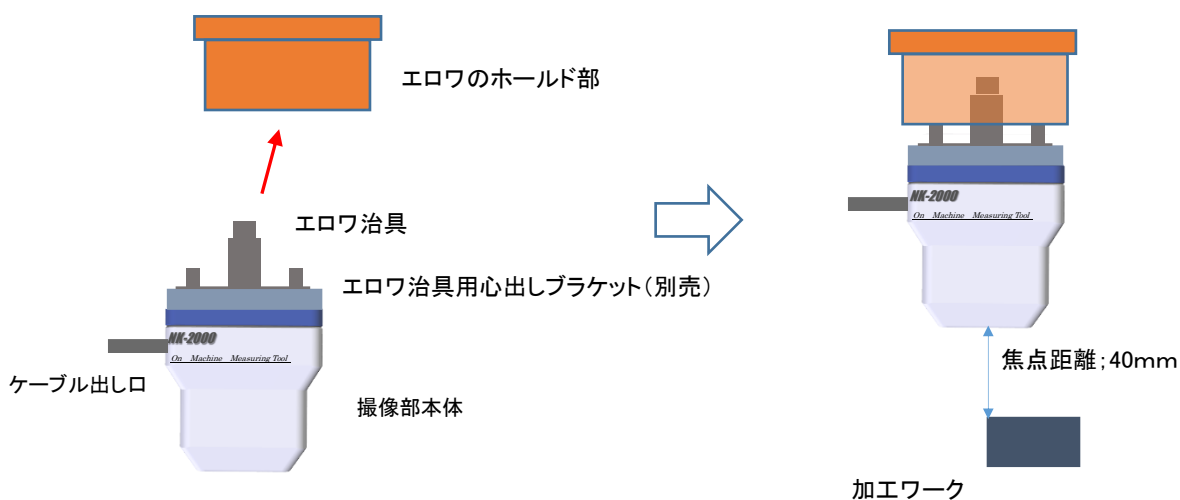 エロワのホールド部
エロワ治具
エロワ治具用心出しブラケット(別売)
NK-2000
On Machine Measuring Tool
ケーブル出し口
撮像部本体
NK-2000
On Machine Measuring Tool
焦点距離;40mm
加工ワーク